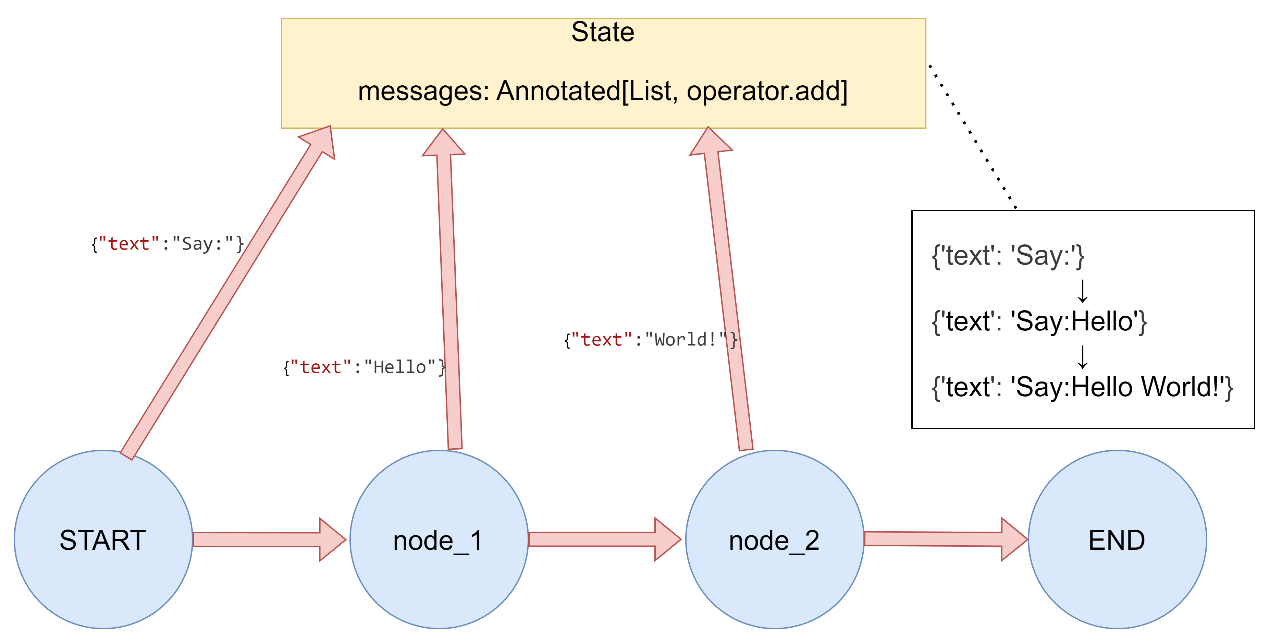 State
messages: Annotated[List, operator.add]
{"text":"Say:"}
{"text":"Hello"}
{"text":"World!"}
{'text': 'Say:'}
↓
{'text': 'Say:Hello'}
↓
{'text': 'Say:Hello World!'}
START
node_1
node_2
END